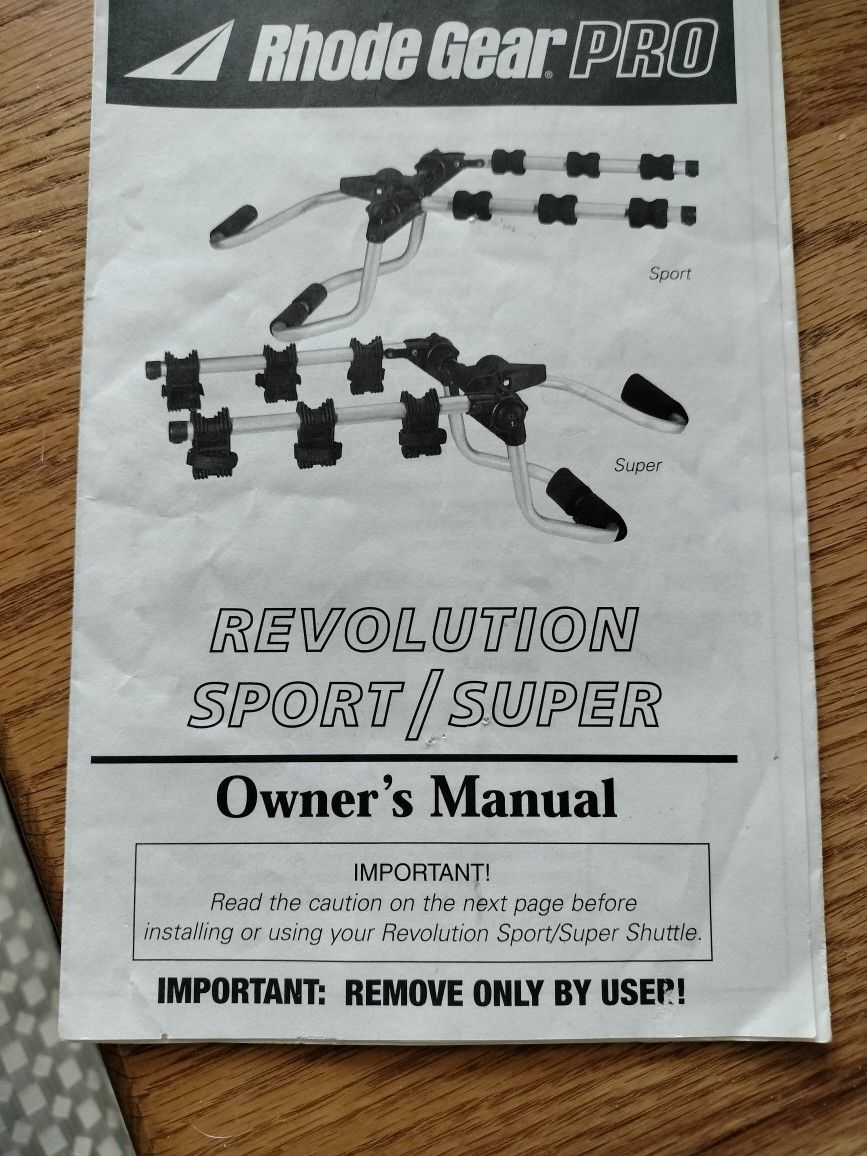 Rhode Gear® PRO
Sport
Super
REVOLUTION
SPORT/SUPER
Owner's Manual
IMPORTANT!
Read the caution on the next page before
installing or using your Revolution Sport/Super Shuttle.
IMPORTANT: REMOVE ONLY BY USER!